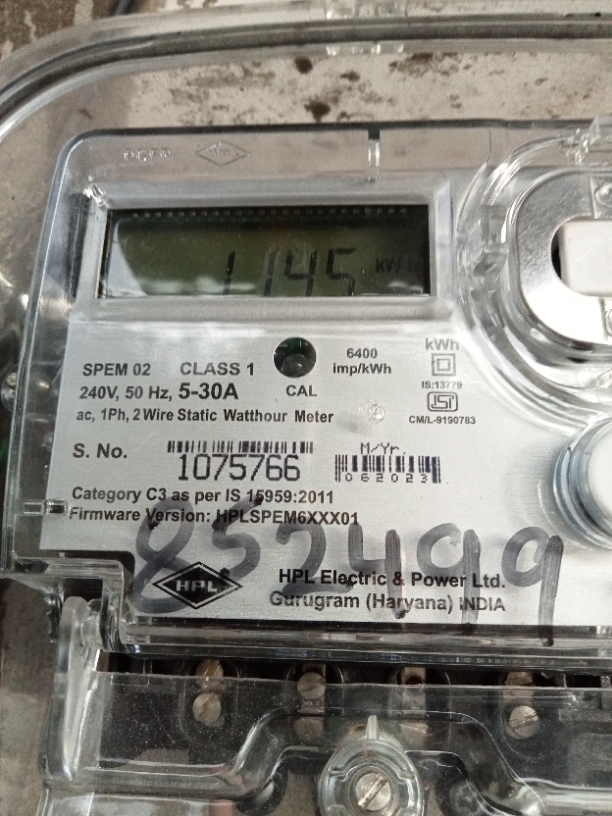 1145 kWh
SPEM 02 CLASS 1
240V, 50 Hz, 5-30A
ac, 1Ph, 2 Wire Static Watthour Meter
CAL
6400
imp/kWh
kWh
IS:13779
ISI
CM/L-9190783
S. No.
1075766
M/Yr.
062023
Category C3 as per IS 15959:2011
Firmware Version: HPLSPEM6XXX01
852499
HPL
HPL Electric & Power Ltd.
Gurugram (Haryana) INDIA